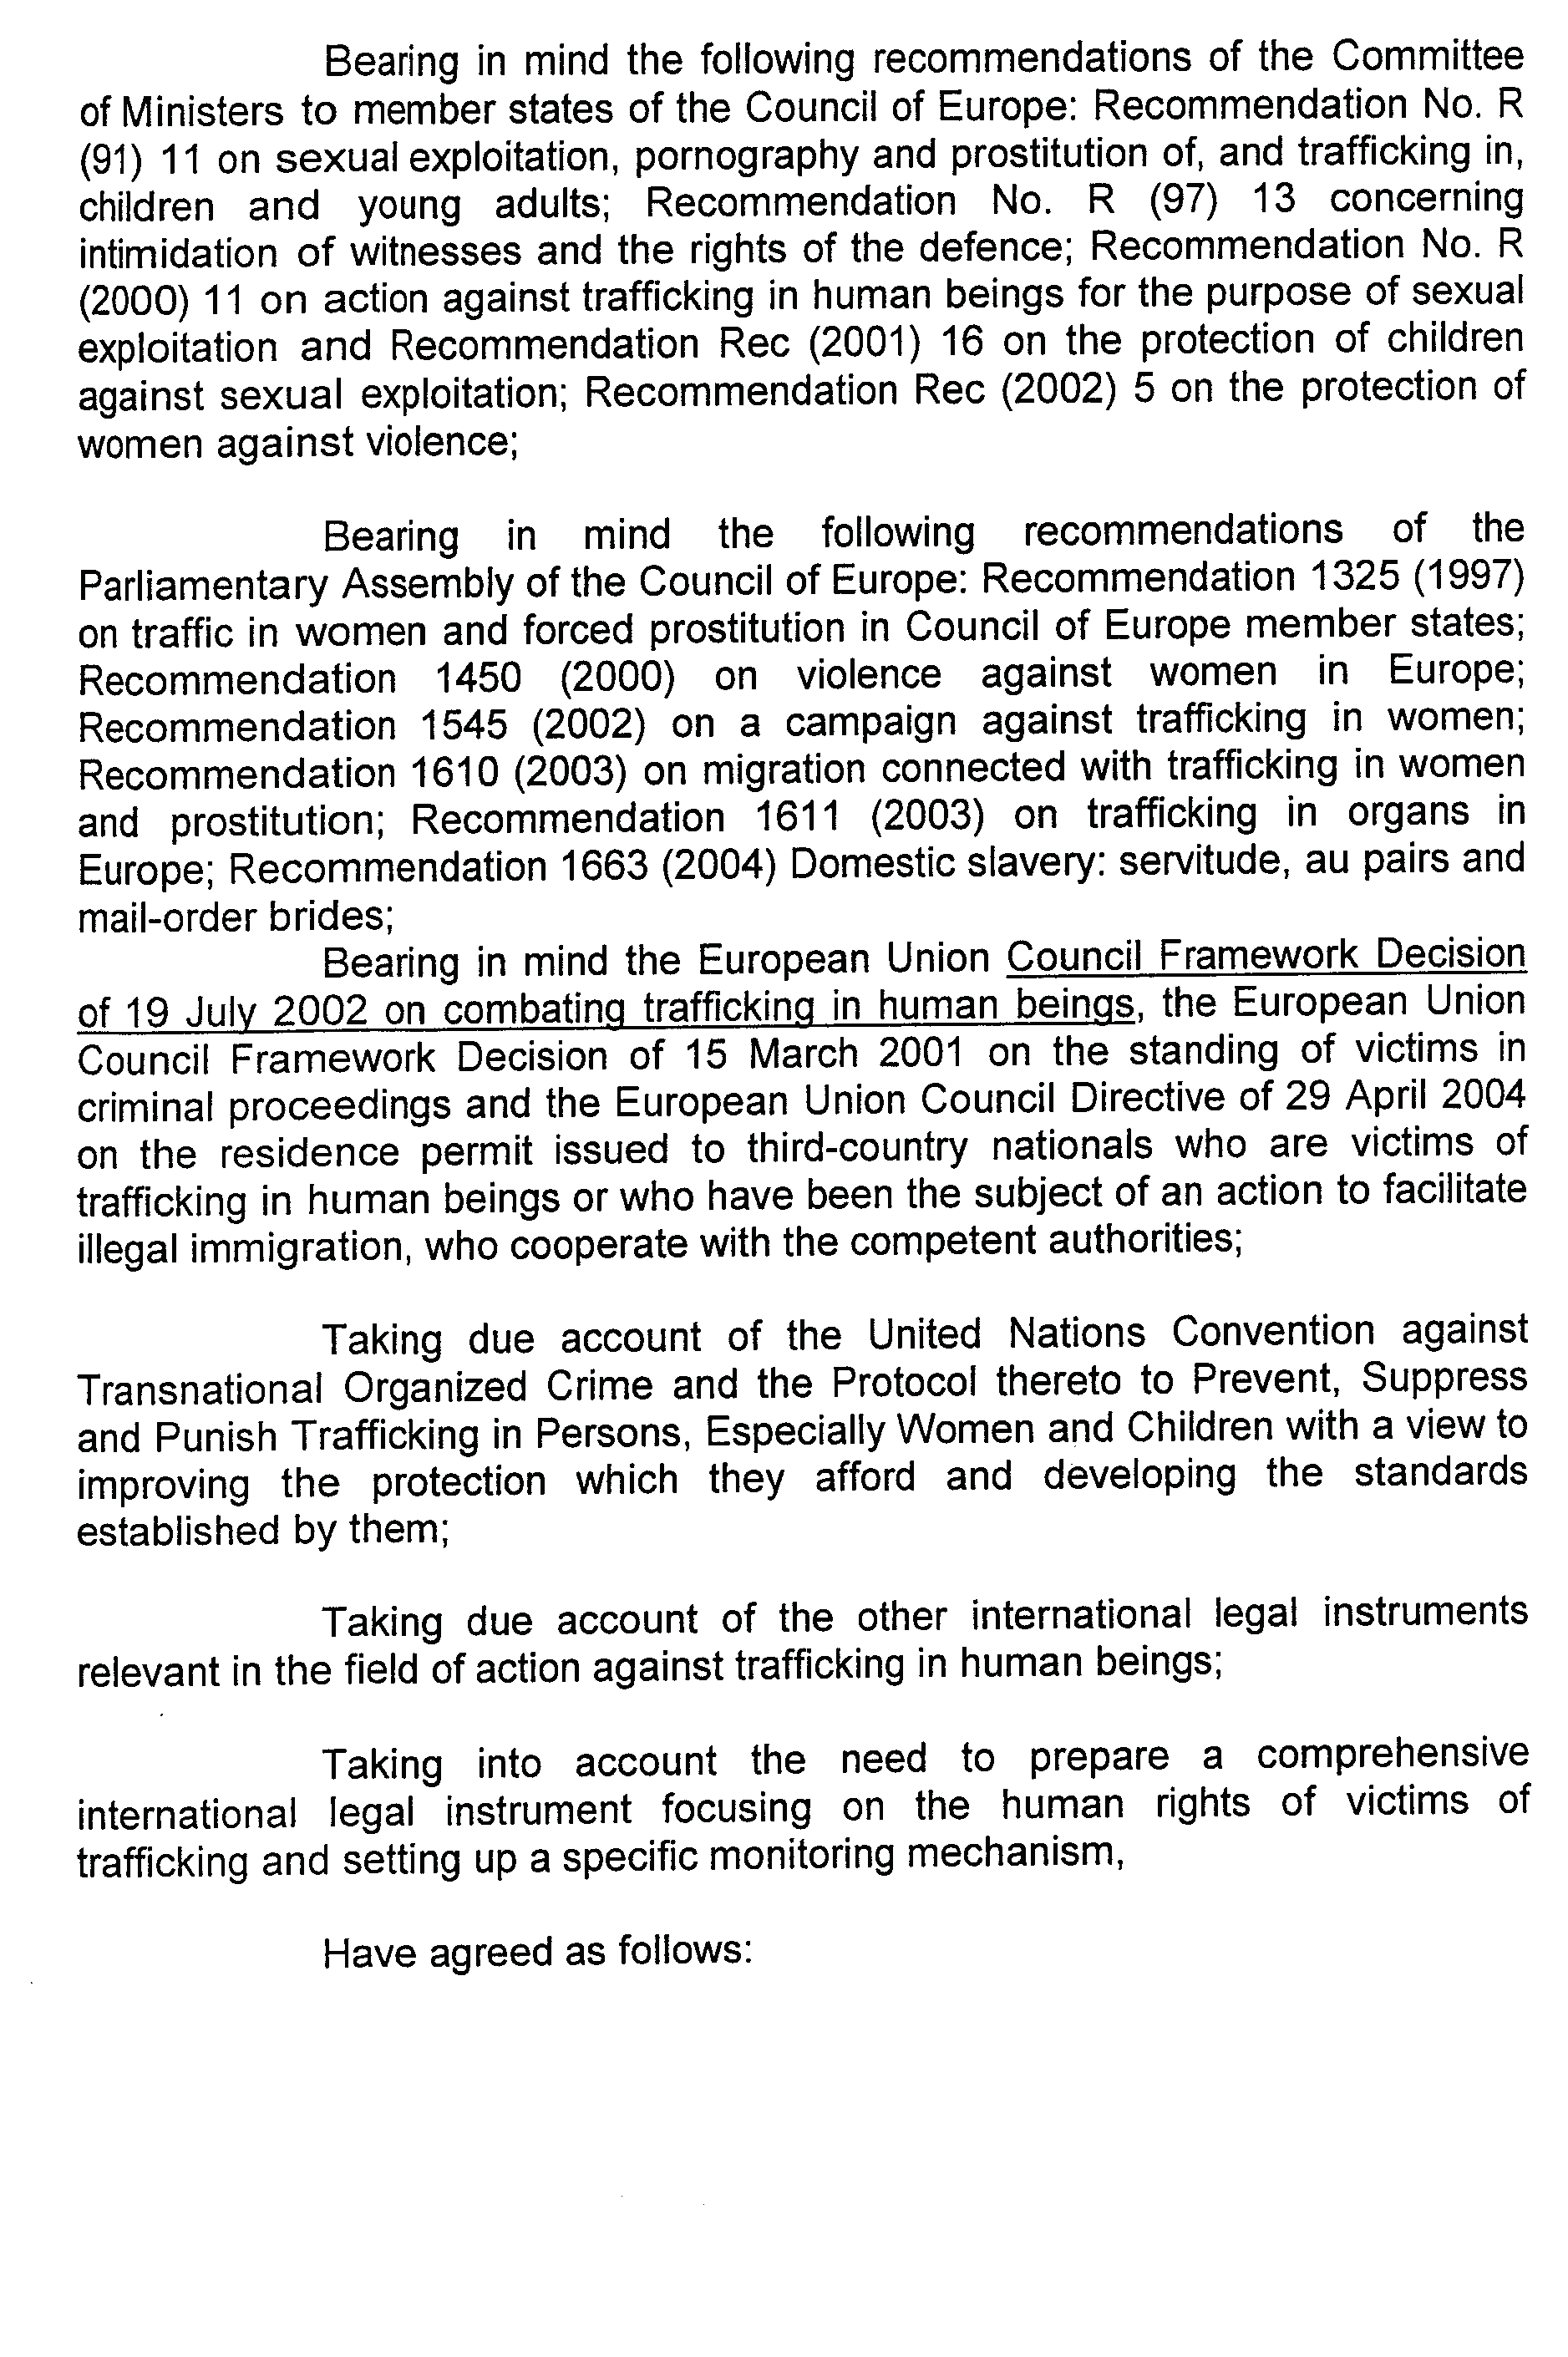 Bearing in mind the following recommendations of the Committee
of Ministers to member states of the Council of Europe: Recommendation No. R
(91) 11 on sexual exploitation, pornography and prostitution of, and trafficking in,
children and young adults; Recommendation No. R (97) 13 concerning
intimidation of witnesses and the rights of the defence; Recommendation No. R
(2000) 11 on action against trafficking in human beings for the purpose of sexual
exploitation and Recommendation Rec (2001) 16 on the protection of children
against sexual exploitation; Recommendation Rec (2002) 5 on the protection of
women against violence;
Bearing in mind the following recommendations of the
Parliamentary Assembly of the Council of Europe: Recommendation 1325 (1997)
on traffic in women and forced prostitution in Council of Europe member states;
Recommendation 1450 (2000) on violence against women in Europe;
Recommendation 1545 (2002) on a campaign against trafficking in women;
Recommendation 1610 (2003) on migration connected with trafficking in women
and prostitution; Recommendation 1611 (2003) on trafficking in organs in
Europe; Recommendation 1663 (2004) Domestic slavery: servitude, au pairs and
mail-order brides;
Bearing in mind the European Union Council Framework Decision
of 19 July 2002 on combating trafficking in human beings, the European Union
Council Framework Decision of 15 March 2001 on the standing of victims in
criminal proceedings and the European Union Council Directive of 29 April 2004
on the residence permit issued to third-country nationals who are victims of
trafficking in human beings or who have been the subject of an action to facilitate
illegal immigration, who cooperate with the competent authorities;
Taking due account of the United Nations Convention against
Transnational Organized Crime and the Protocol thereto to Prevent, Suppress
and Punish Trafficking in Persons, Especially Women and Children with a view to
improving the protection which they afford and developing the standards
established by them;
Taking due account of the other international legal instruments
relevant in the field of action against trafficking in human beings;
Taking into account the need to prepare a comprehensive
international legal instrument focusing on the human rights of victims of
trafficking and setting up a specific monitoring mechanism,
Have agreed as follows: